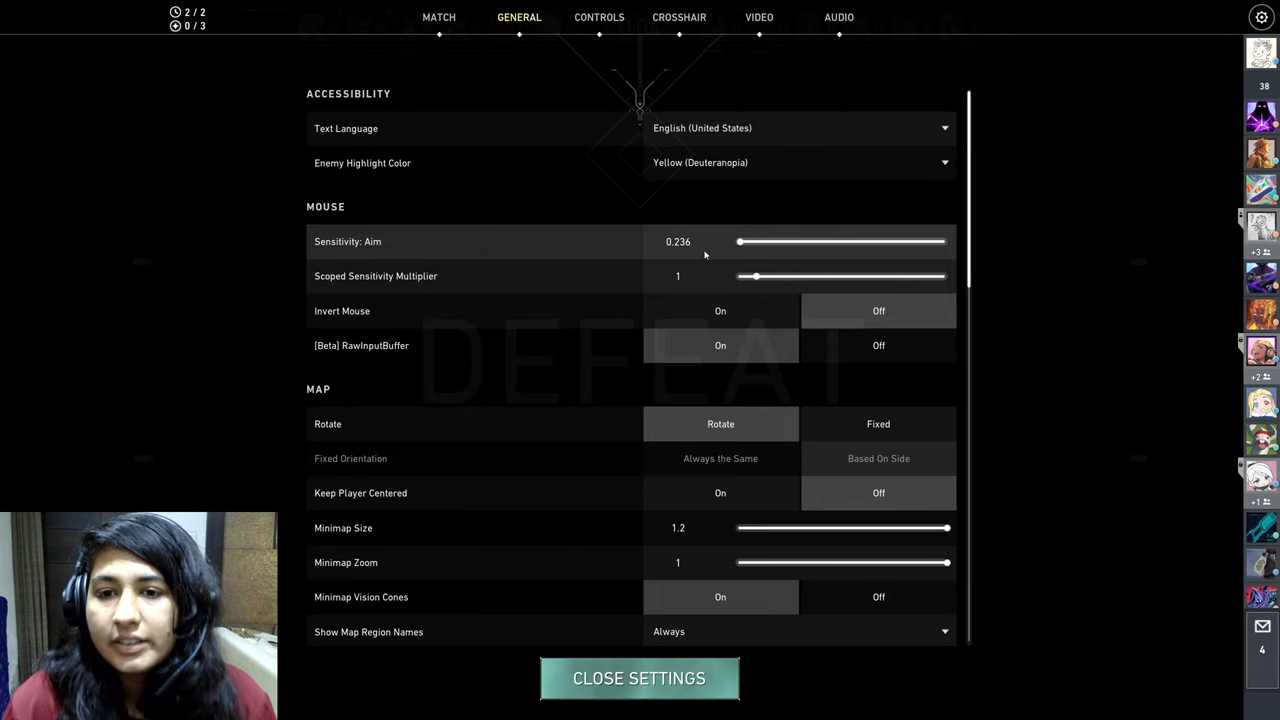 2 / 2
0 / 3
MATCH
GENERAL
CONTROLS
CROSSHAIR
VIDEO
AUDIO
38
ACCESSIBILITY
Text Language
English (United States)
Enemy Highlight Color
Yellow (Deuteranopia)
MOUSE
Sensitivity: Aim
0.236
Scoped Sensitivity Multiplier
1
+3
Invert Mouse
On
Off
[Beta] RawInputBuffer
On
Off
DEFEAT
+2
MAP
Rotate
Rotate
Fixed
Fixed Orientation
Always the Same
Based On Side
Keep Player Centered
On
Off
+1
Minimap Size
1.2
Minimap Zoom
1
Minimap Vision Cones
On
Off
Show Map Region Names
Always
4
CLOSE SETTINGS